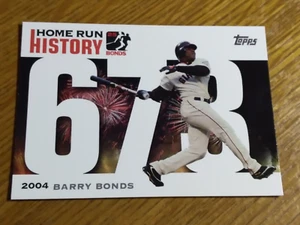 HOME RUN
HISTORY
BONDS
Topps
678
2004 BARRY BONDS